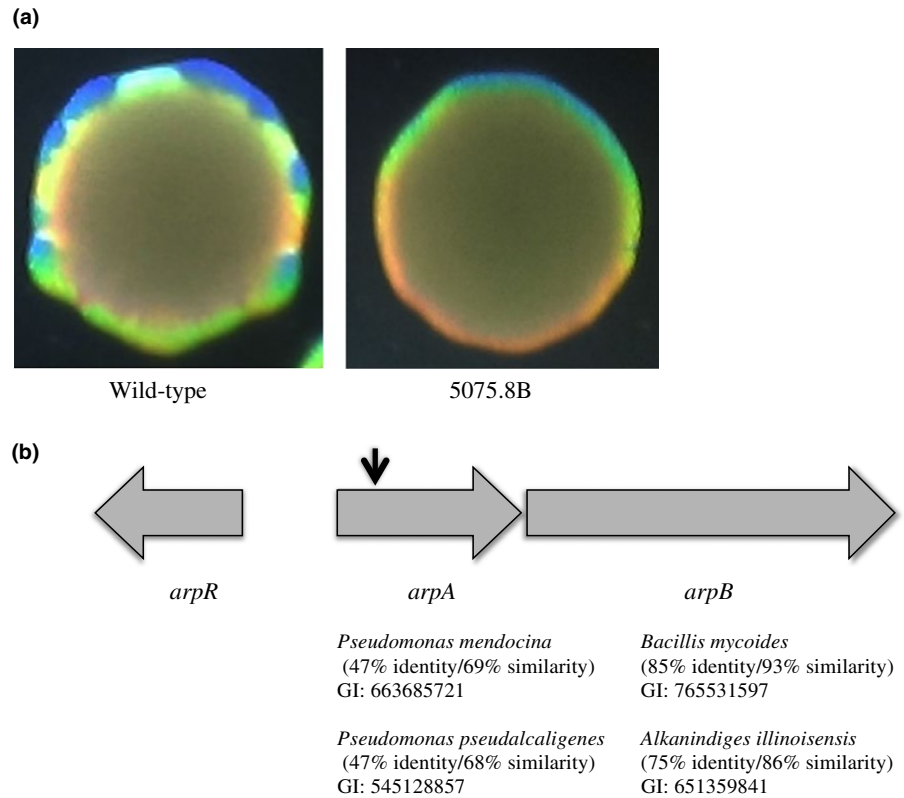 (a)
Wild-type
5075.8B
(b)
arpR
arpA
arpB
Pseudomonas mendocina
(47% identity/69% similarity)
GI: 663685721
Bacillis mycoides
(85% identity/93% similarity)
GI: 765531597
Pseudomonas pseudalcaligenes
(47% identity/68% similarity)
GI: 545128857
Alkanindiges illinoisensis
(75% identity/86% similarity)
GI: 651359841